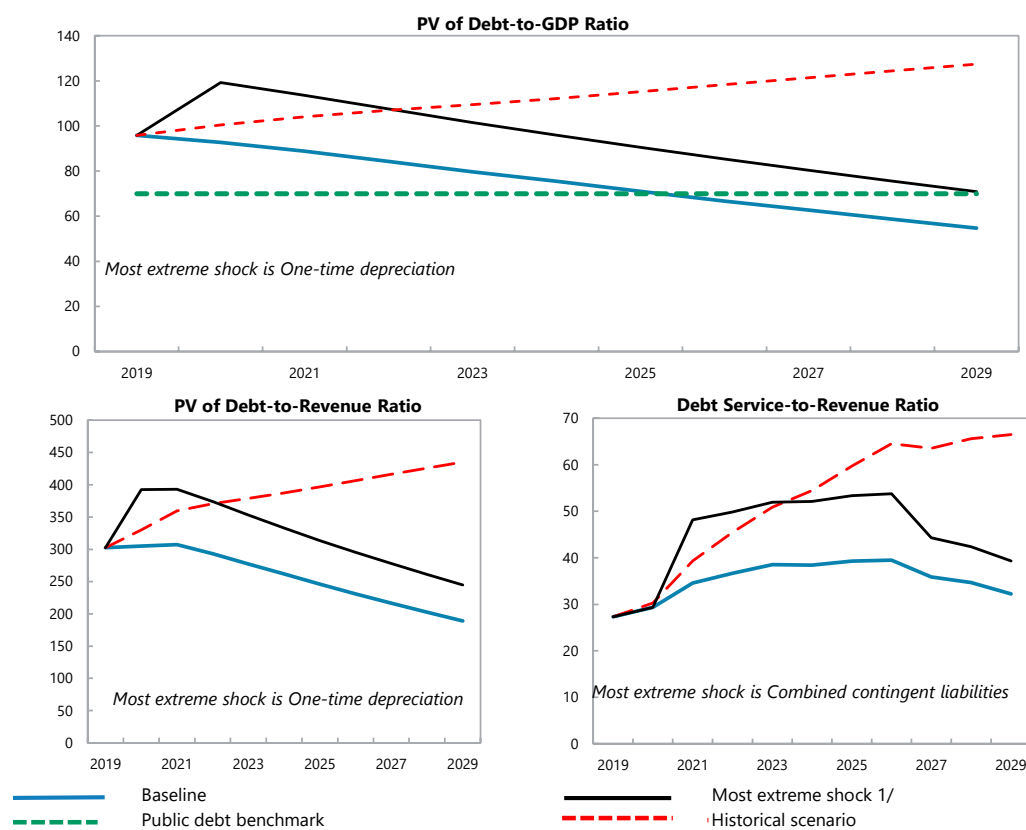 PV of Debt-to-GDP Ratio
140
120
100
80
60
40
20
0
Most extreme shock is One-time depreciation
2019 2021 2023 2025 2027 2029
PV of Debt-to-Revenue Ratio
500
450
400
350
300
250
200
150
100
50
0
Most extreme shock is One-time depreciation
2019 2021 2023 2025 2027 2029
Debt Service-to-Revenue Ratio
70
60
50
40
30
20
10
0
Most extreme shock is Combined contingent liabilities
2019 2021 2023 2025 2027 2029
Baseline
Most extreme shock 1/
Public debt benchmark
Historical scenario